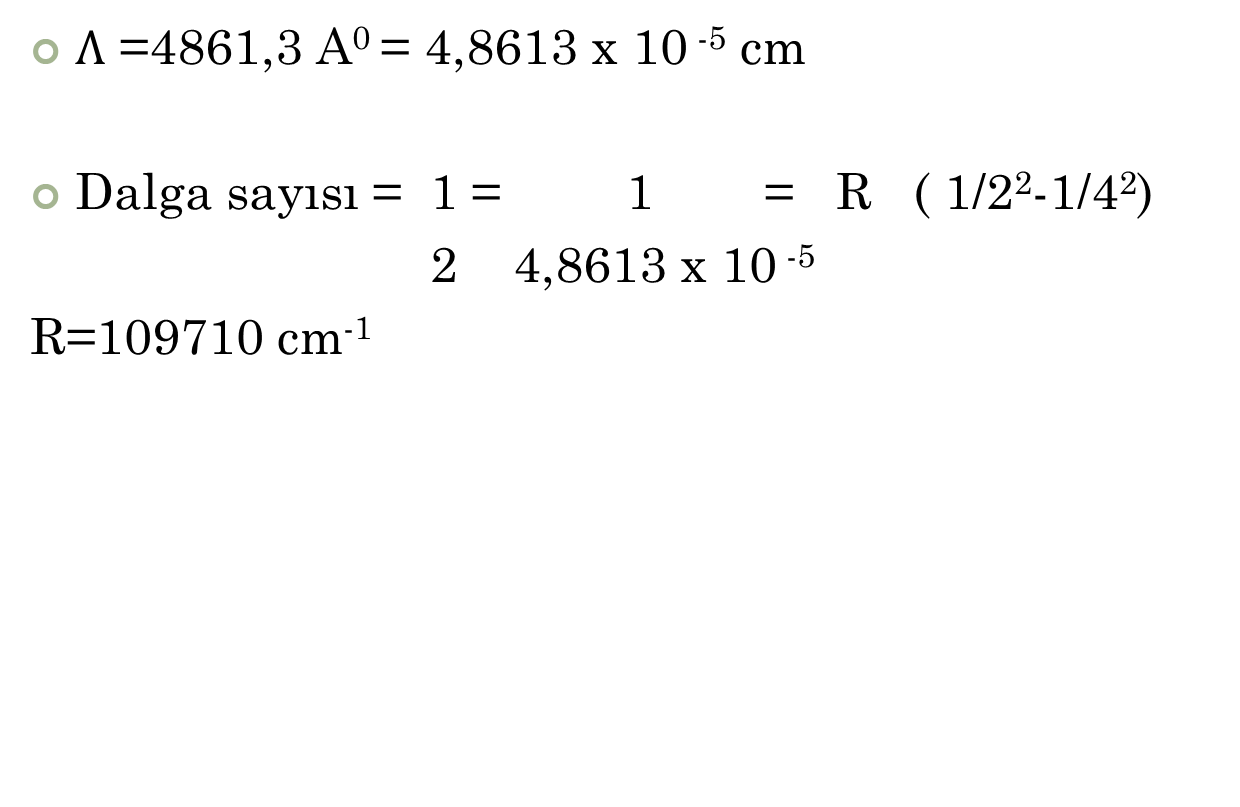 Λ =4861,3 A⁰ = 4,8613 x 10 ⁻⁵ cm
Dalga sayısı = 1 = 1 = R ( 1/2²-1/4²)
2 4,8613 x 10 ⁻⁵
R=109710 cm⁻¹